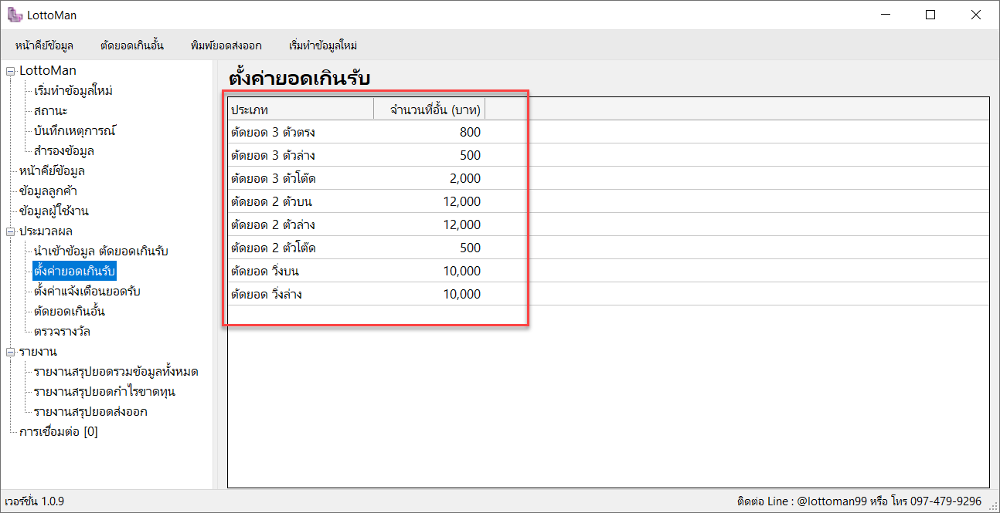 LottoMan
หน้าคีย์ข้อมูล ตัดยอดเกินอั้น พิมพ์ยอดส่งออก เริ่มทำข้อมูลใหม่
LottoMan
เริ่มทำข้อมูลใหม่
สถานะ
บันทึกเหตุการณ์
สำรองข้อมูล
หน้าคีย์ข้อมูล
ข้อมูลลูกค้า
ข้อมูลผู้ใช้งาน
ประมวลผล
นำเข้าข้อมูล ตัดยอดเกินรับ
ตั้งค่ายอดเกินรับ
ตั้งค่าแจ้งเตือนยอดรับ
ตัดยอดเกินอั้น
ตรวจรางวัล
รายงาน
รายงานสรุปยอดรวมข้อมูลทั้งหมด
รายงานสรุปยอดกำไรขาดทุน
รายงานสรุปยอดส่งออก
การเชื่อมต่อ [0]
ตั้งค่ายอดเกินรับ
ประเภท จำนวนที่อั้น (บาท)
ตัดยอด 3 ตัวตรง 800
ตัดยอด 3 ตัวล่าง 500
ตัดยอด 3 ตัวโต๊ด 2,000
ตัดยอด 2 ตัวบน 12,000
ตัดยอด 2 ตัวล่าง 12,000
ตัดยอด 2 ตัวโต๊ด 500
ตัดยอด วิ่งบน 10,000
ตัดยอด วิ่งล่าง 10,000
เวอร์ชั่น 1.0.9 ติดต่อ Line : @lottoman99 หรือ โทร 097-479-9296